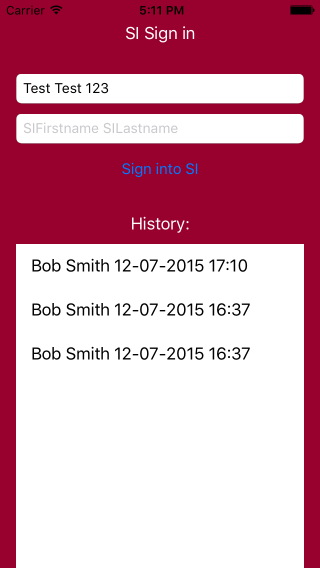 Carrier 5:11 PM
SI Sign in
Test Test 123
SIFirstname SILastname
Sign into SI
History:
Bob Smith 12-07-2015 17:10
Bob Smith 12-07-2015 16:37
Bob Smith 12-07-2015 16:37